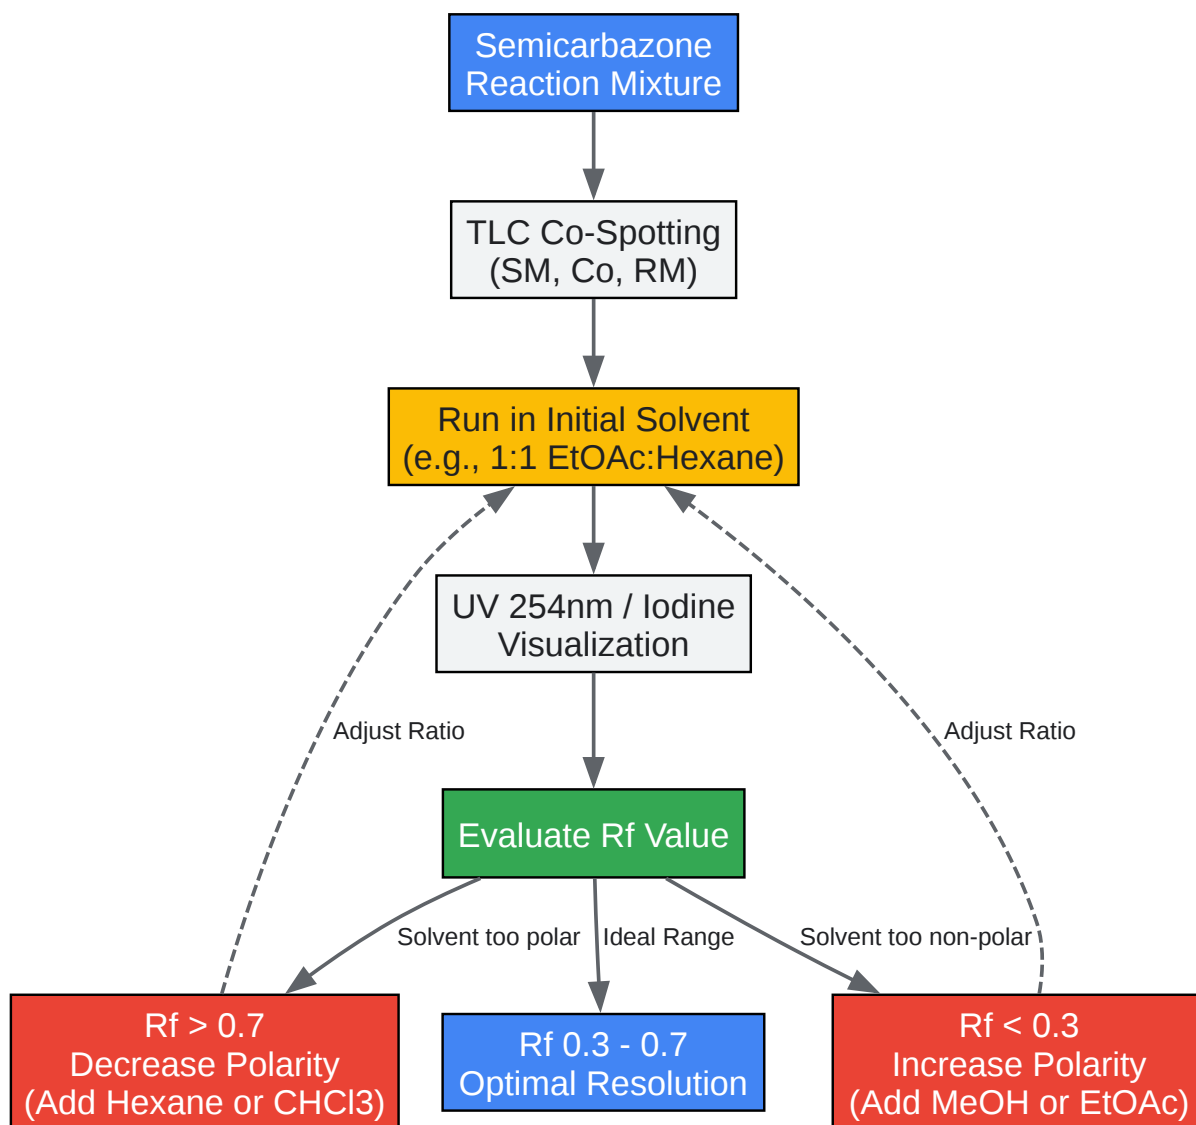 Semicarbazone
Reaction Mixture
TLC Co-Spotting
(SM, Co, RM)
Run in Initial Solvent
(e.g., 1:1 EtOAc:Hexane)
UV 254nm / Iodine
Visualization
Adjust Ratio
Adjust Ratio
Evaluate Rf Value
Solvent too polar
Ideal Range
Solvent too non-polar
Rf > 0.7
Decrease Polarity
(Add Hexane or CHCl3)
Rf 0.3 - 0.7
Optimal Resolution
Rf < 0.3
Increase Polarity
(Add MeOH or EtOAc)